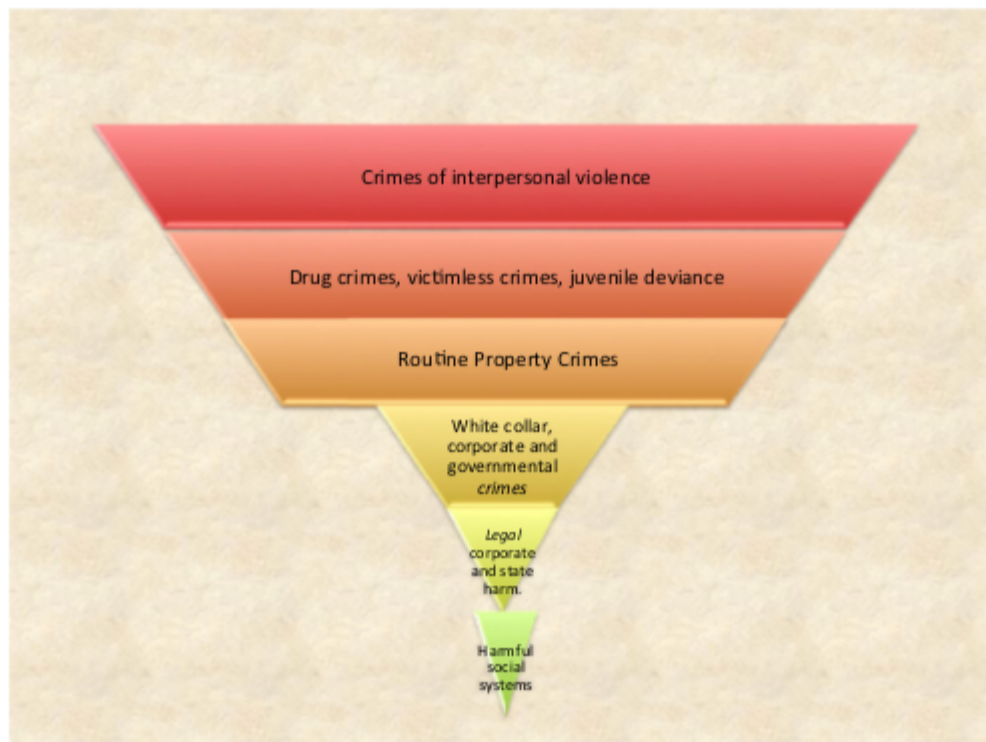 Crimes of interpersonal violence
Drug crimes, victimless crimes, juvenile deviance
Routine Property Crimes
White collar,
corporate and
governmental
crimes
Legal
corporate
and state
harm.
Harmful
social
systems